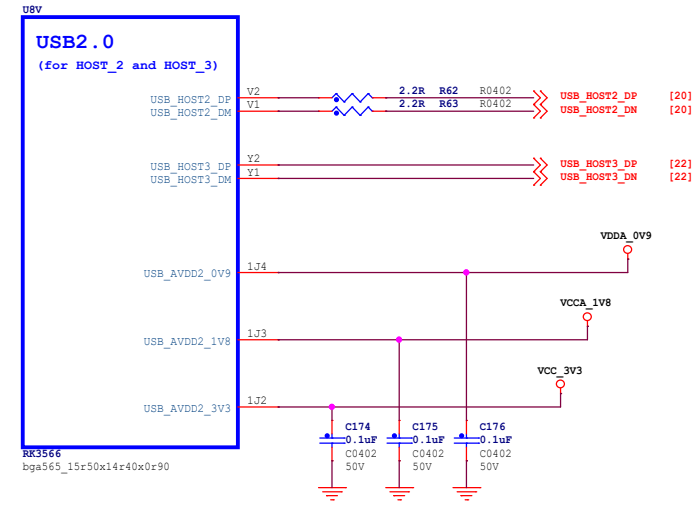 U8V
USB2.0
(for HOST_2 and HOST_3)
USB_HOST2_DP V2 2.2R R62 R0402 USB_HOST2_DP [20]
USB_HOST2_DM V1 2.2R R63 R0402 USB_HOST2_DN [20]
USB_HOST3_DP Y2 USB_HOST3_DP [22]
USB_HOST3_DM Y1 USB_HOST3_DN [22]
VDDA_0V9
USB_AVDD2_0V9 1J4
VCCA_1V8
USB_AVDD2_1V8 1J3
VCC_3V3
USB_AVDD2_3V3 1J2
C174 C175 C176
0.1uF 0.1uF 0.1uF
C0402 C0402 C0402
50V 50V 50V
RK3566
bga565_15r50x14r40x0r90